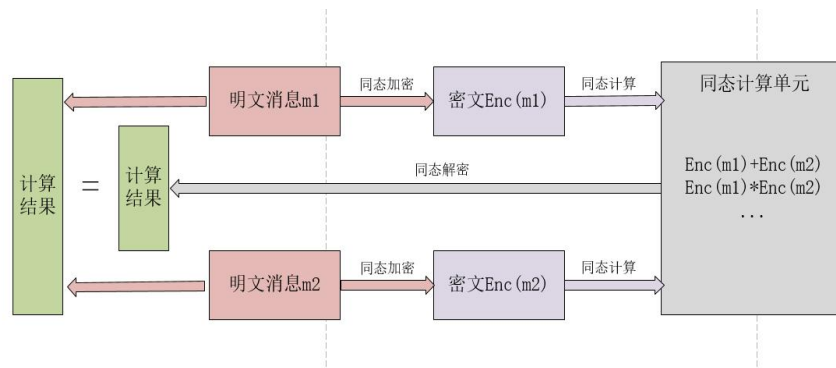 明文消息m1
同态加密
密文Enc(m1)
同态计算
同态计算单元
Enc(m1)+Enc(m2)
Enc(m1)*Enc(m2)
...
计算
结果
=
计算
结果
同态解密
明文消息m2
同态加密
密文Enc(m2)
同态计算